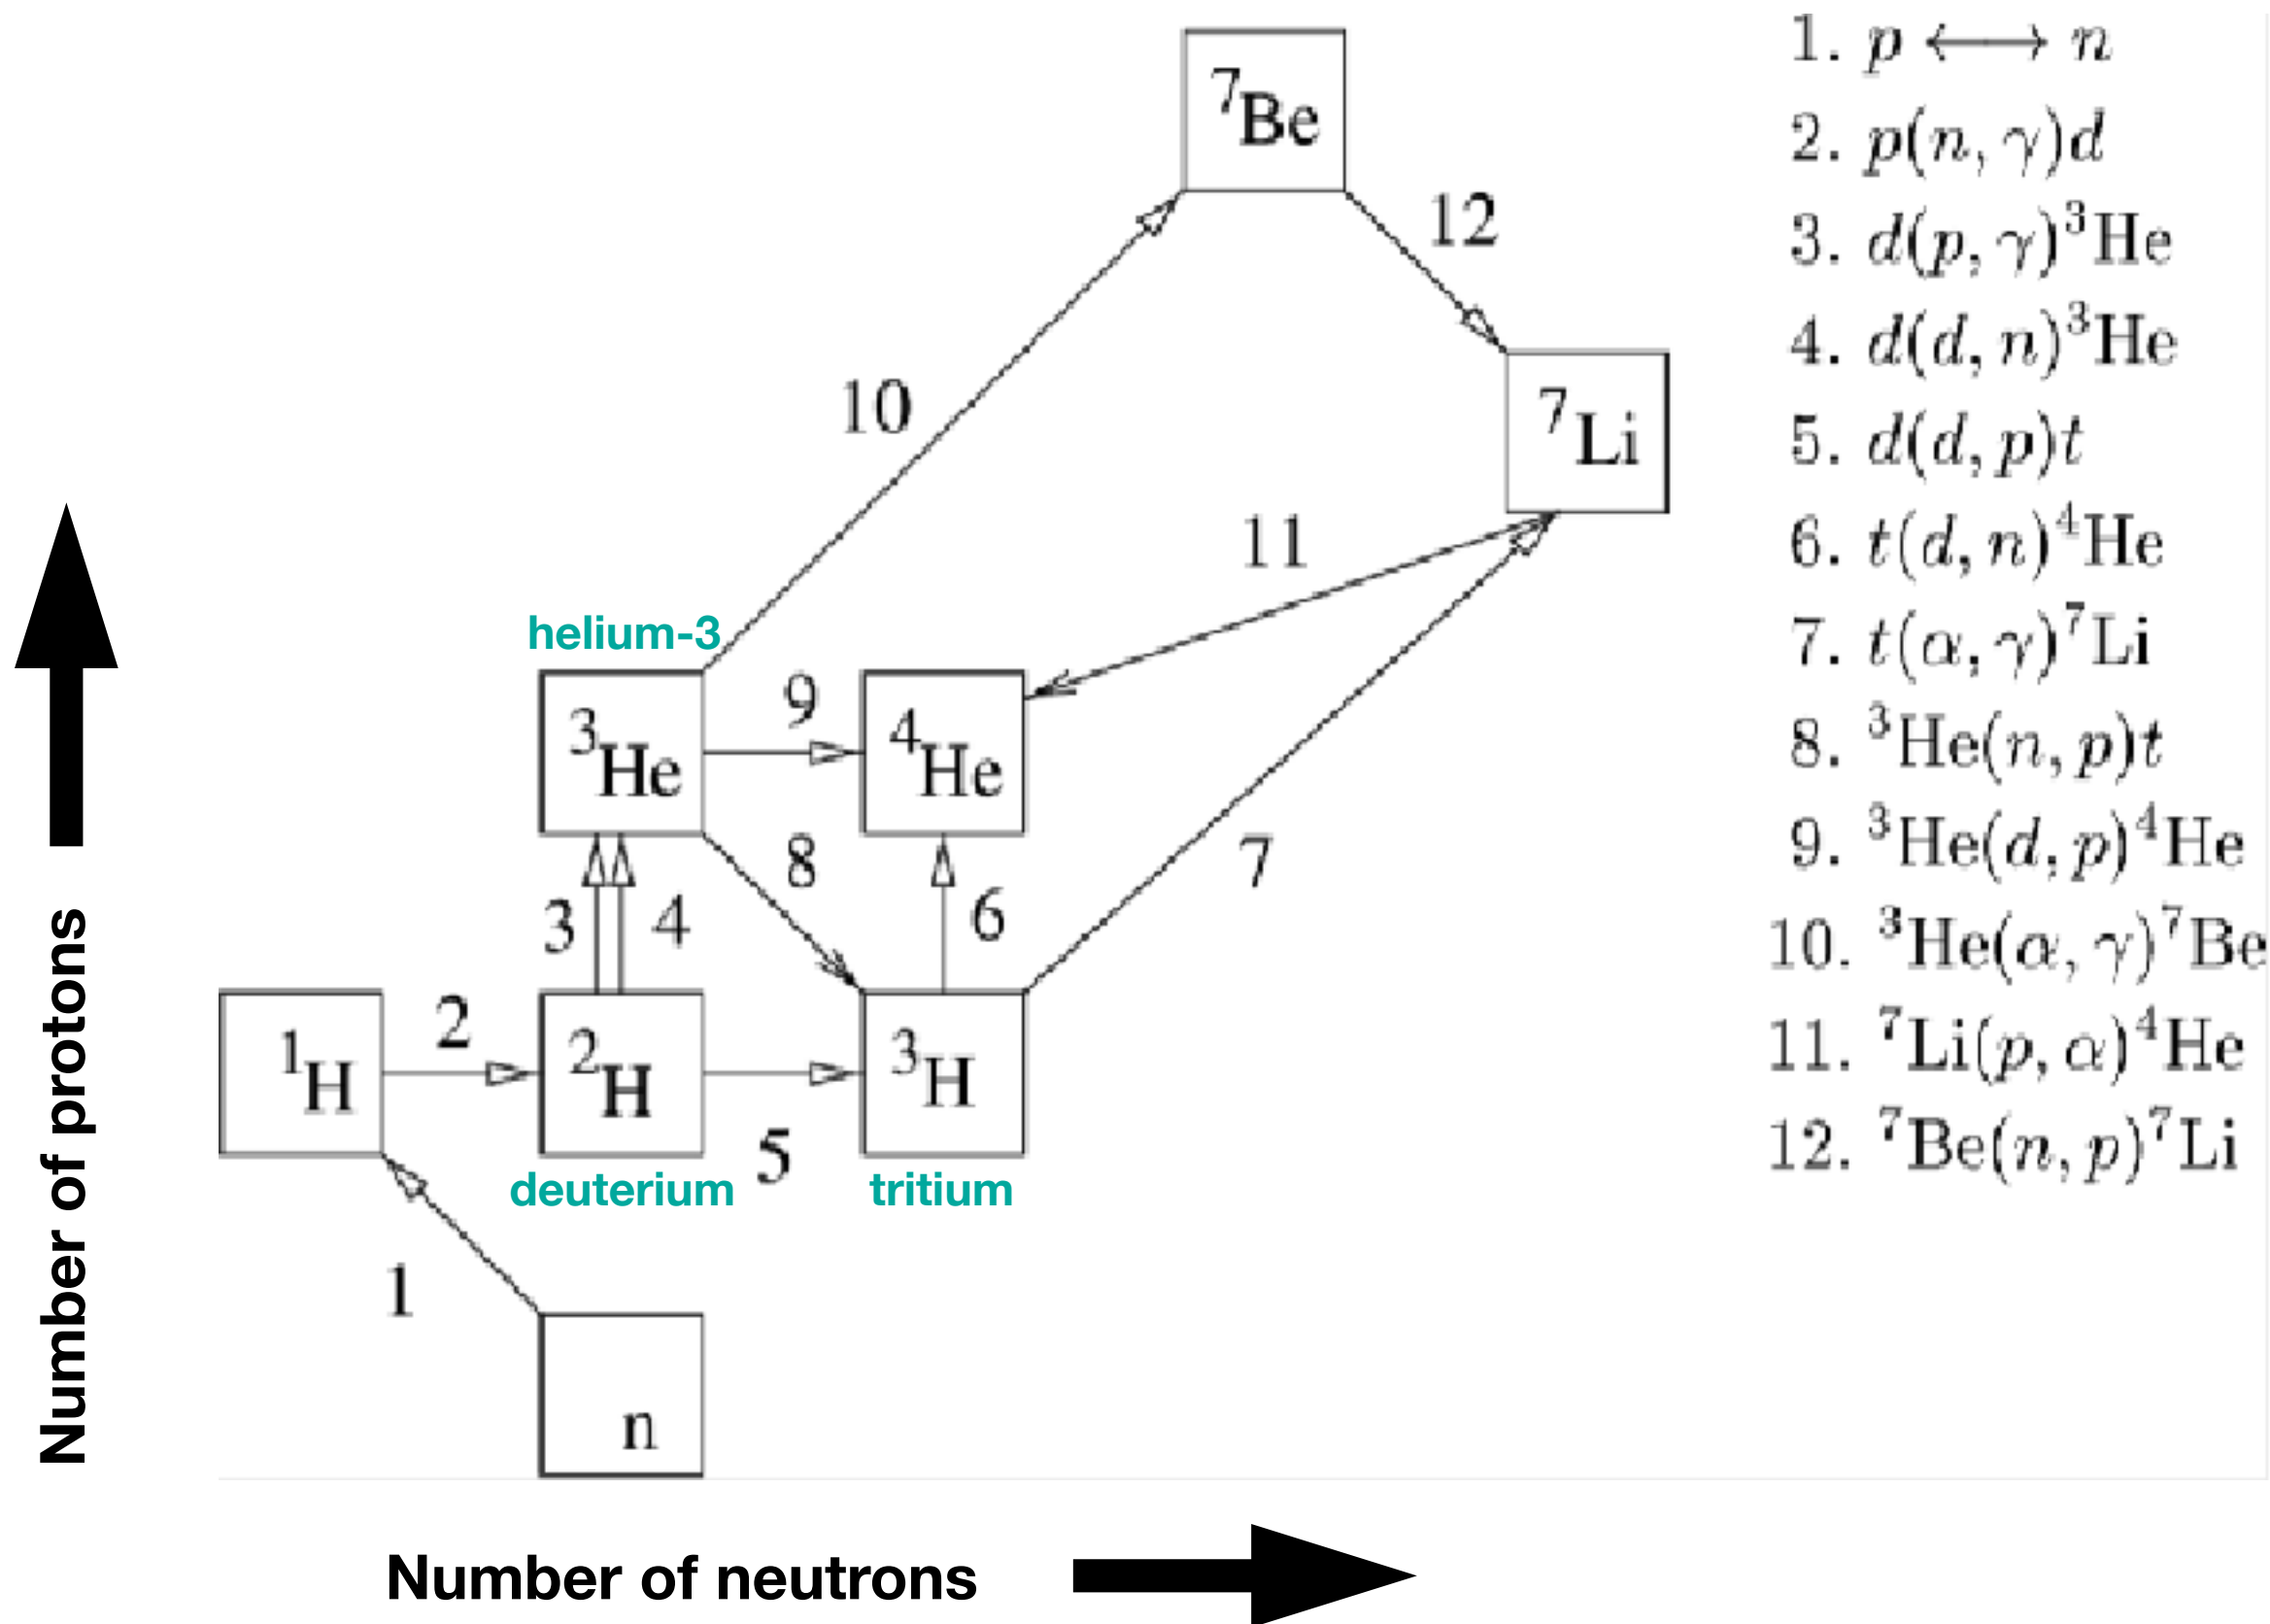 ⁷Be
12
⁷Li
10
11
helium-3
³He
9
⁴He
8
7
3
4
6
¹H
2
²H
³H
5
deuterium
tritium
1
n
Number of protons
Number of neutrons
1. p ⟷ n
2. p(n, γ)d
3. d(p, γ)³He
4. d(d, n)³He
5. d(d, p)t
6. t(d, n)⁴He
7. t(α, γ)⁷Li
8. ³He(n, p)t
9. ³He(d, p)⁴He
10. ³He(α, γ)⁷Be
11. ⁷Li(p, α)⁴He
12. ⁷Be(n, p)⁷Li